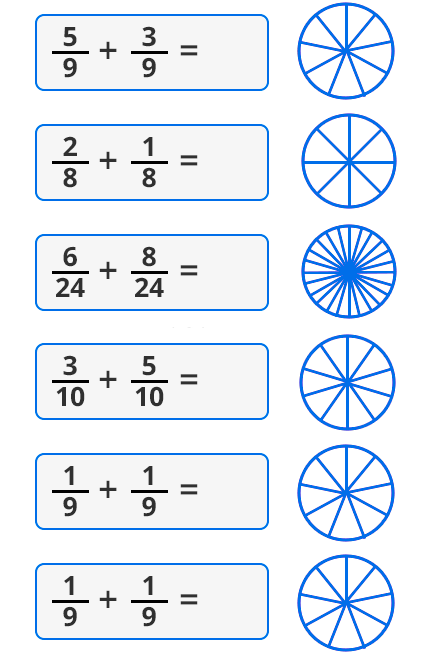 5/9 + 3/9 =
2/8 + 1/8 =
6/24 + 8/24 =
3/10 + 5/10 =
1/9 + 1/9 =
1/9 + 1/9 =